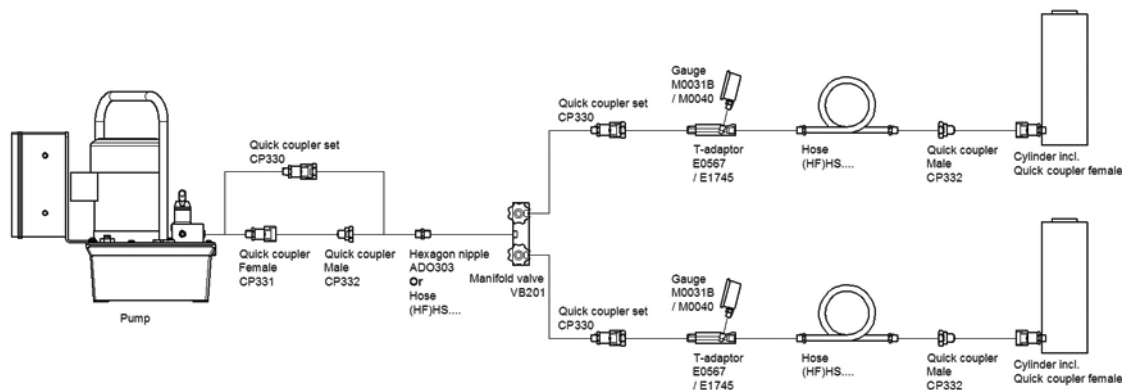 Pump
Quick coupler set
CP330
Quick coupler
Female
CP331
Quick coupler
Male
CP332
Hexagon nipple
ADO303
Or
Hose
(HF)HS....
Manifold valve
VB201
Quick coupler set
CP330
Gauge
M0031B
/ M0040
T-adaptor
E0567
/ E1745
Hose
(HF)HS....
Quick coupler
Male
CP332
Cylinder incl.
Quick coupler female
Quick coupler set
CP330
Gauge
M0031B
/ M0040
T-adaptor
E0567
/ E1745
Hose
(HF)HS....
Quick coupler
Male
CP332
Cylinder incl.
Quick coupler female